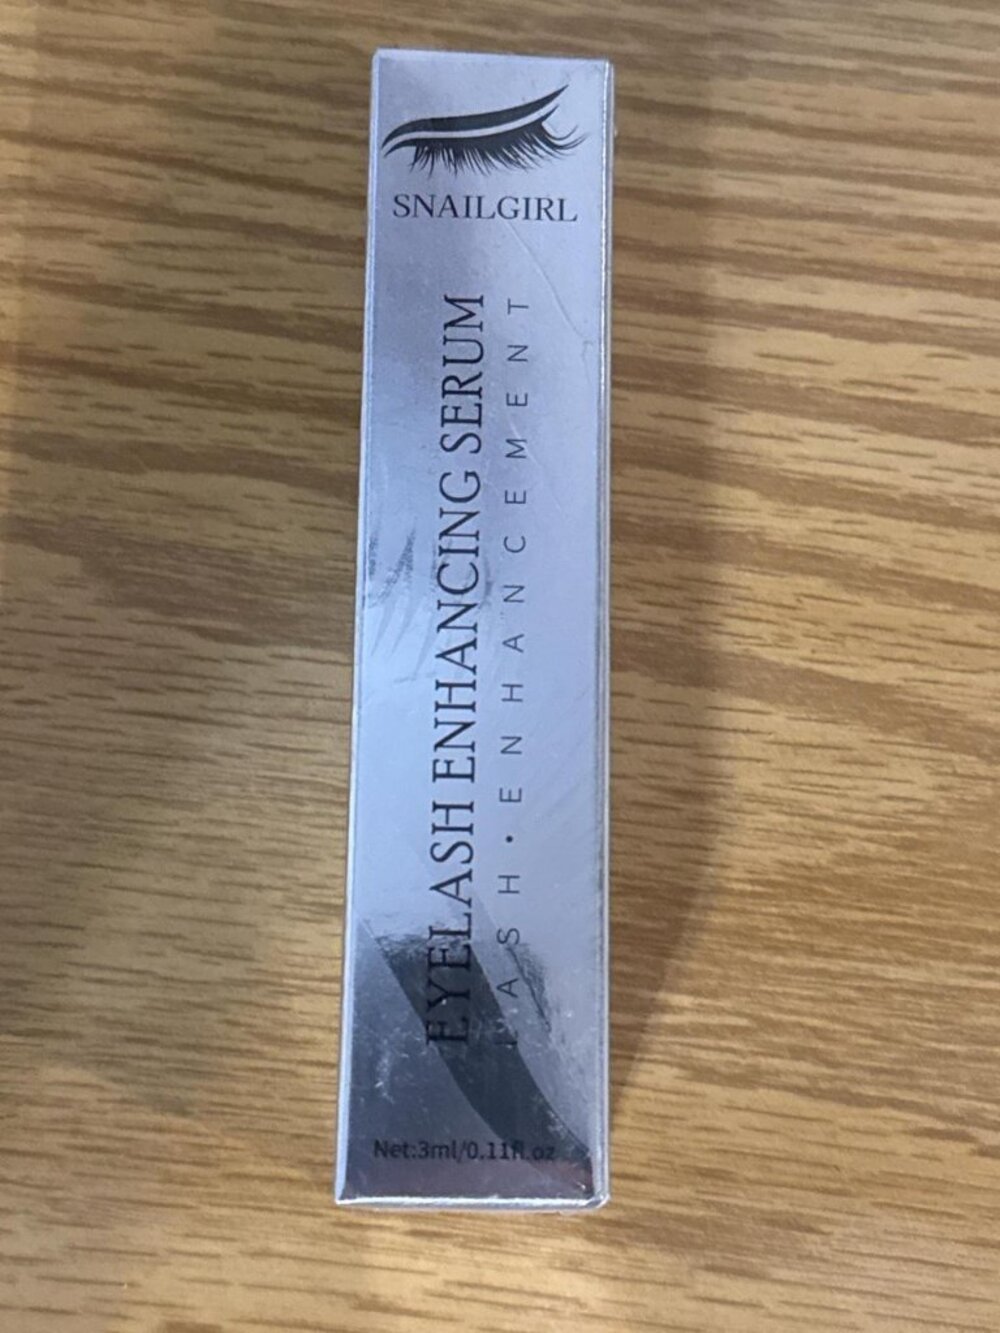 SNAILGIRL
EYELASH ENHANCING SERUM
LASH•ENHANCEMENT
Net:3ml/0.11fl.oz